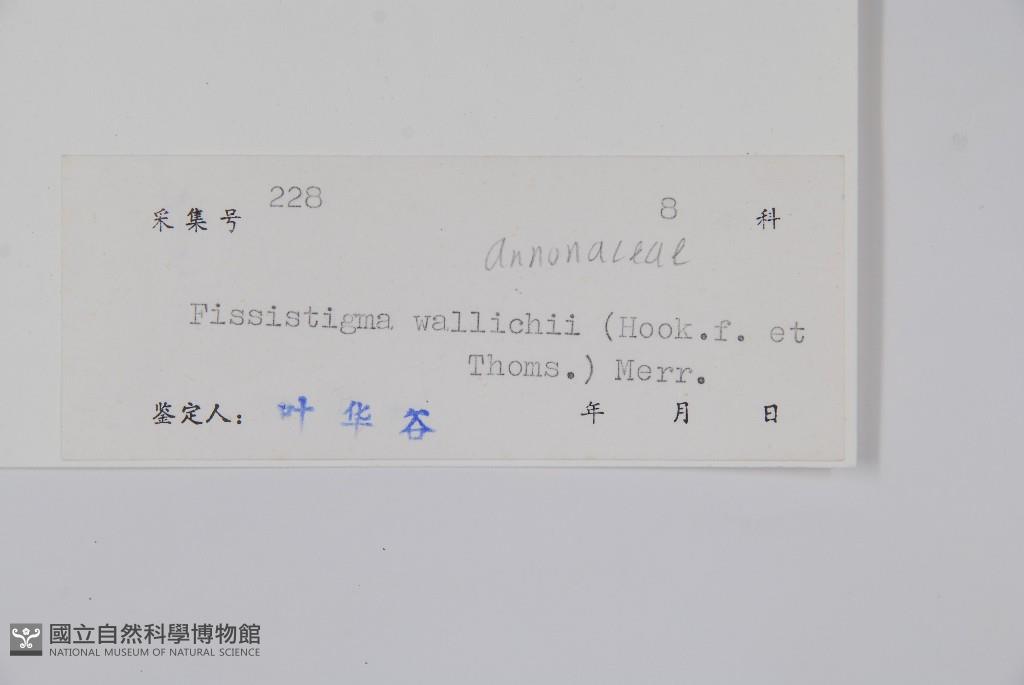 采集号 228 8 科
Annonaceae
Fissistigma wallichii (Hook.f. et
Thoms.) Merr.
鉴定人: 叶华谷 年 月 日
國立自然科學博物館
NATIONAL MUSEUM OF NATURAL SCIENCE